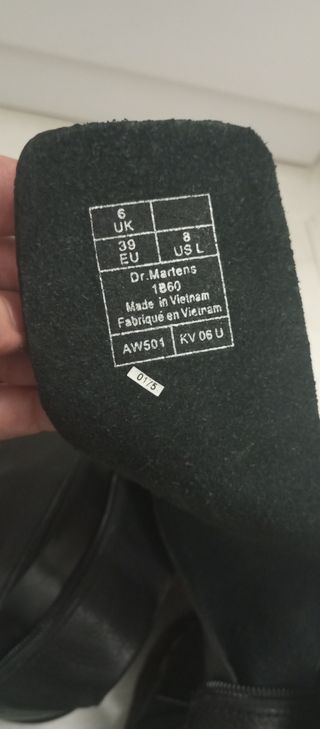 6
UK
39
EU
8
US L
Dr.Martens
1B60
Made in Vietnam
Fabriqué en Vietnam
AW501
KV 06 U
01/5